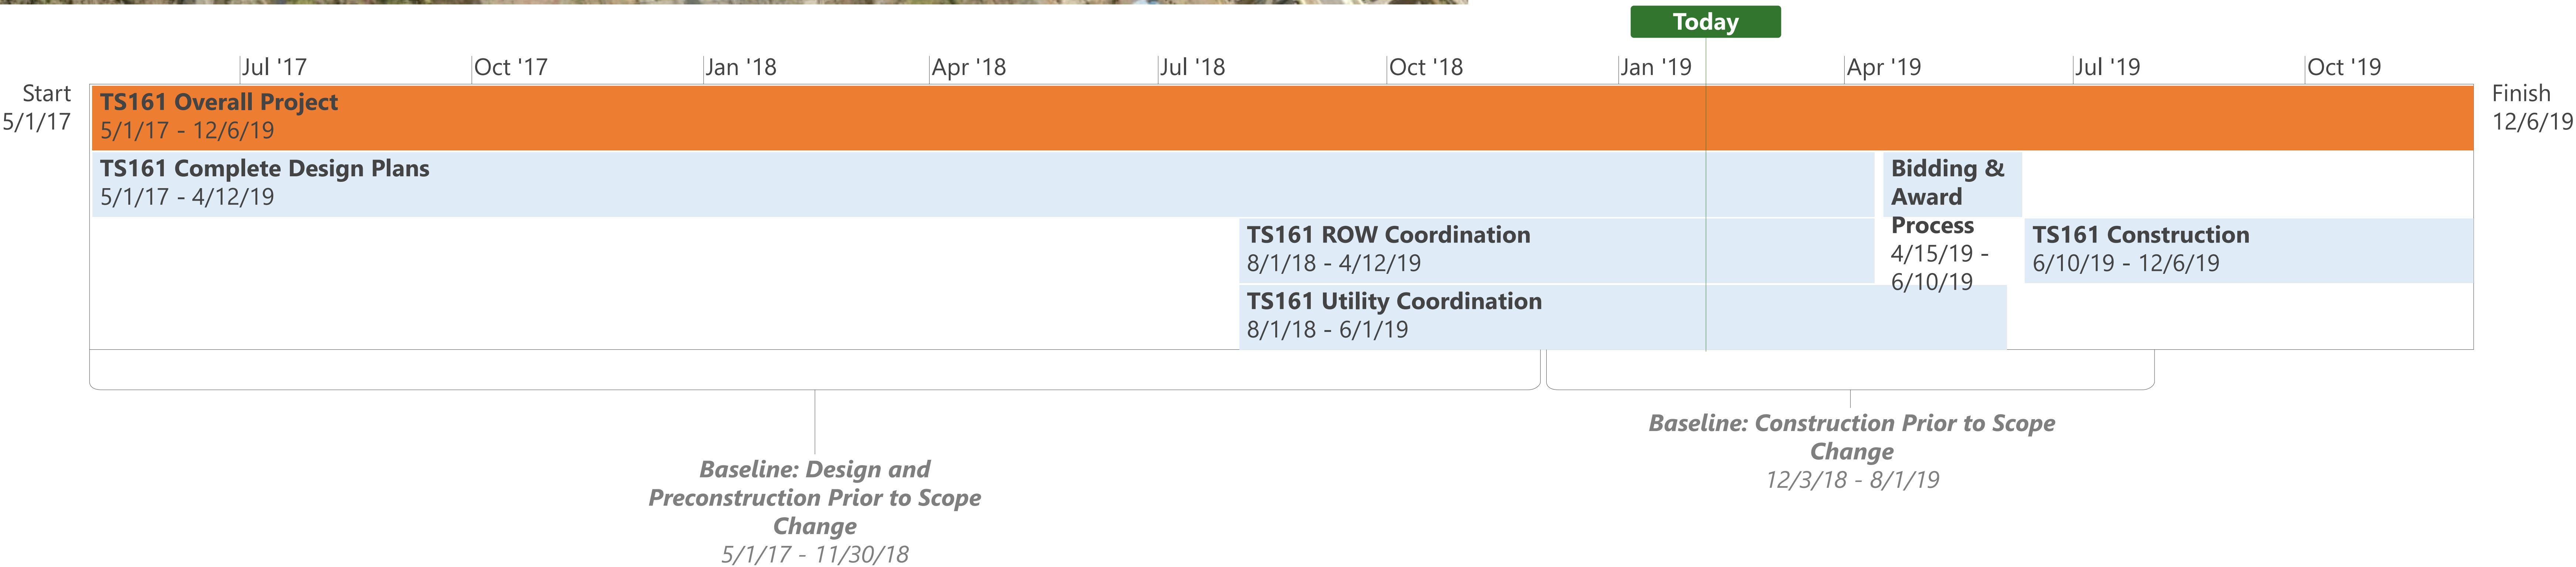 Today
Jul '17
Oct '17
Jan '18
Apr '18
Jul '18
Oct '18
Jan '19
Apr '19
Jul '19
Oct '19
Start
5/1/17
Finish
12/6/19
TS161 Overall Project
5/1/17 - 12/6/19
TS161 Complete Design Plans
5/1/17 - 4/12/19
Bidding &
Award
Process
4/15/19 -
6/10/19
TS161 ROW Coordination
8/1/18 - 4/12/19
TS161 Construction
6/10/19 - 12/6/19
TS161 Utility Coordination
8/1/18 - 6/1/19
Baseline: Design and
Preconstruction Prior to Scope
Change
5/1/17 - 11/30/18
Baseline: Construction Prior to Scope
Change
12/3/18 - 8/1/19